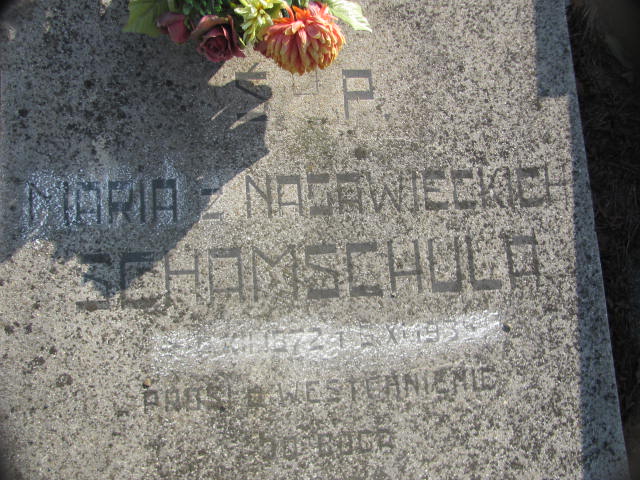 Ś P
MARIA z NAGAWIECKICH
SCHAMSCHULA
PROSI o WESTCHNIENIE
DO BOGA